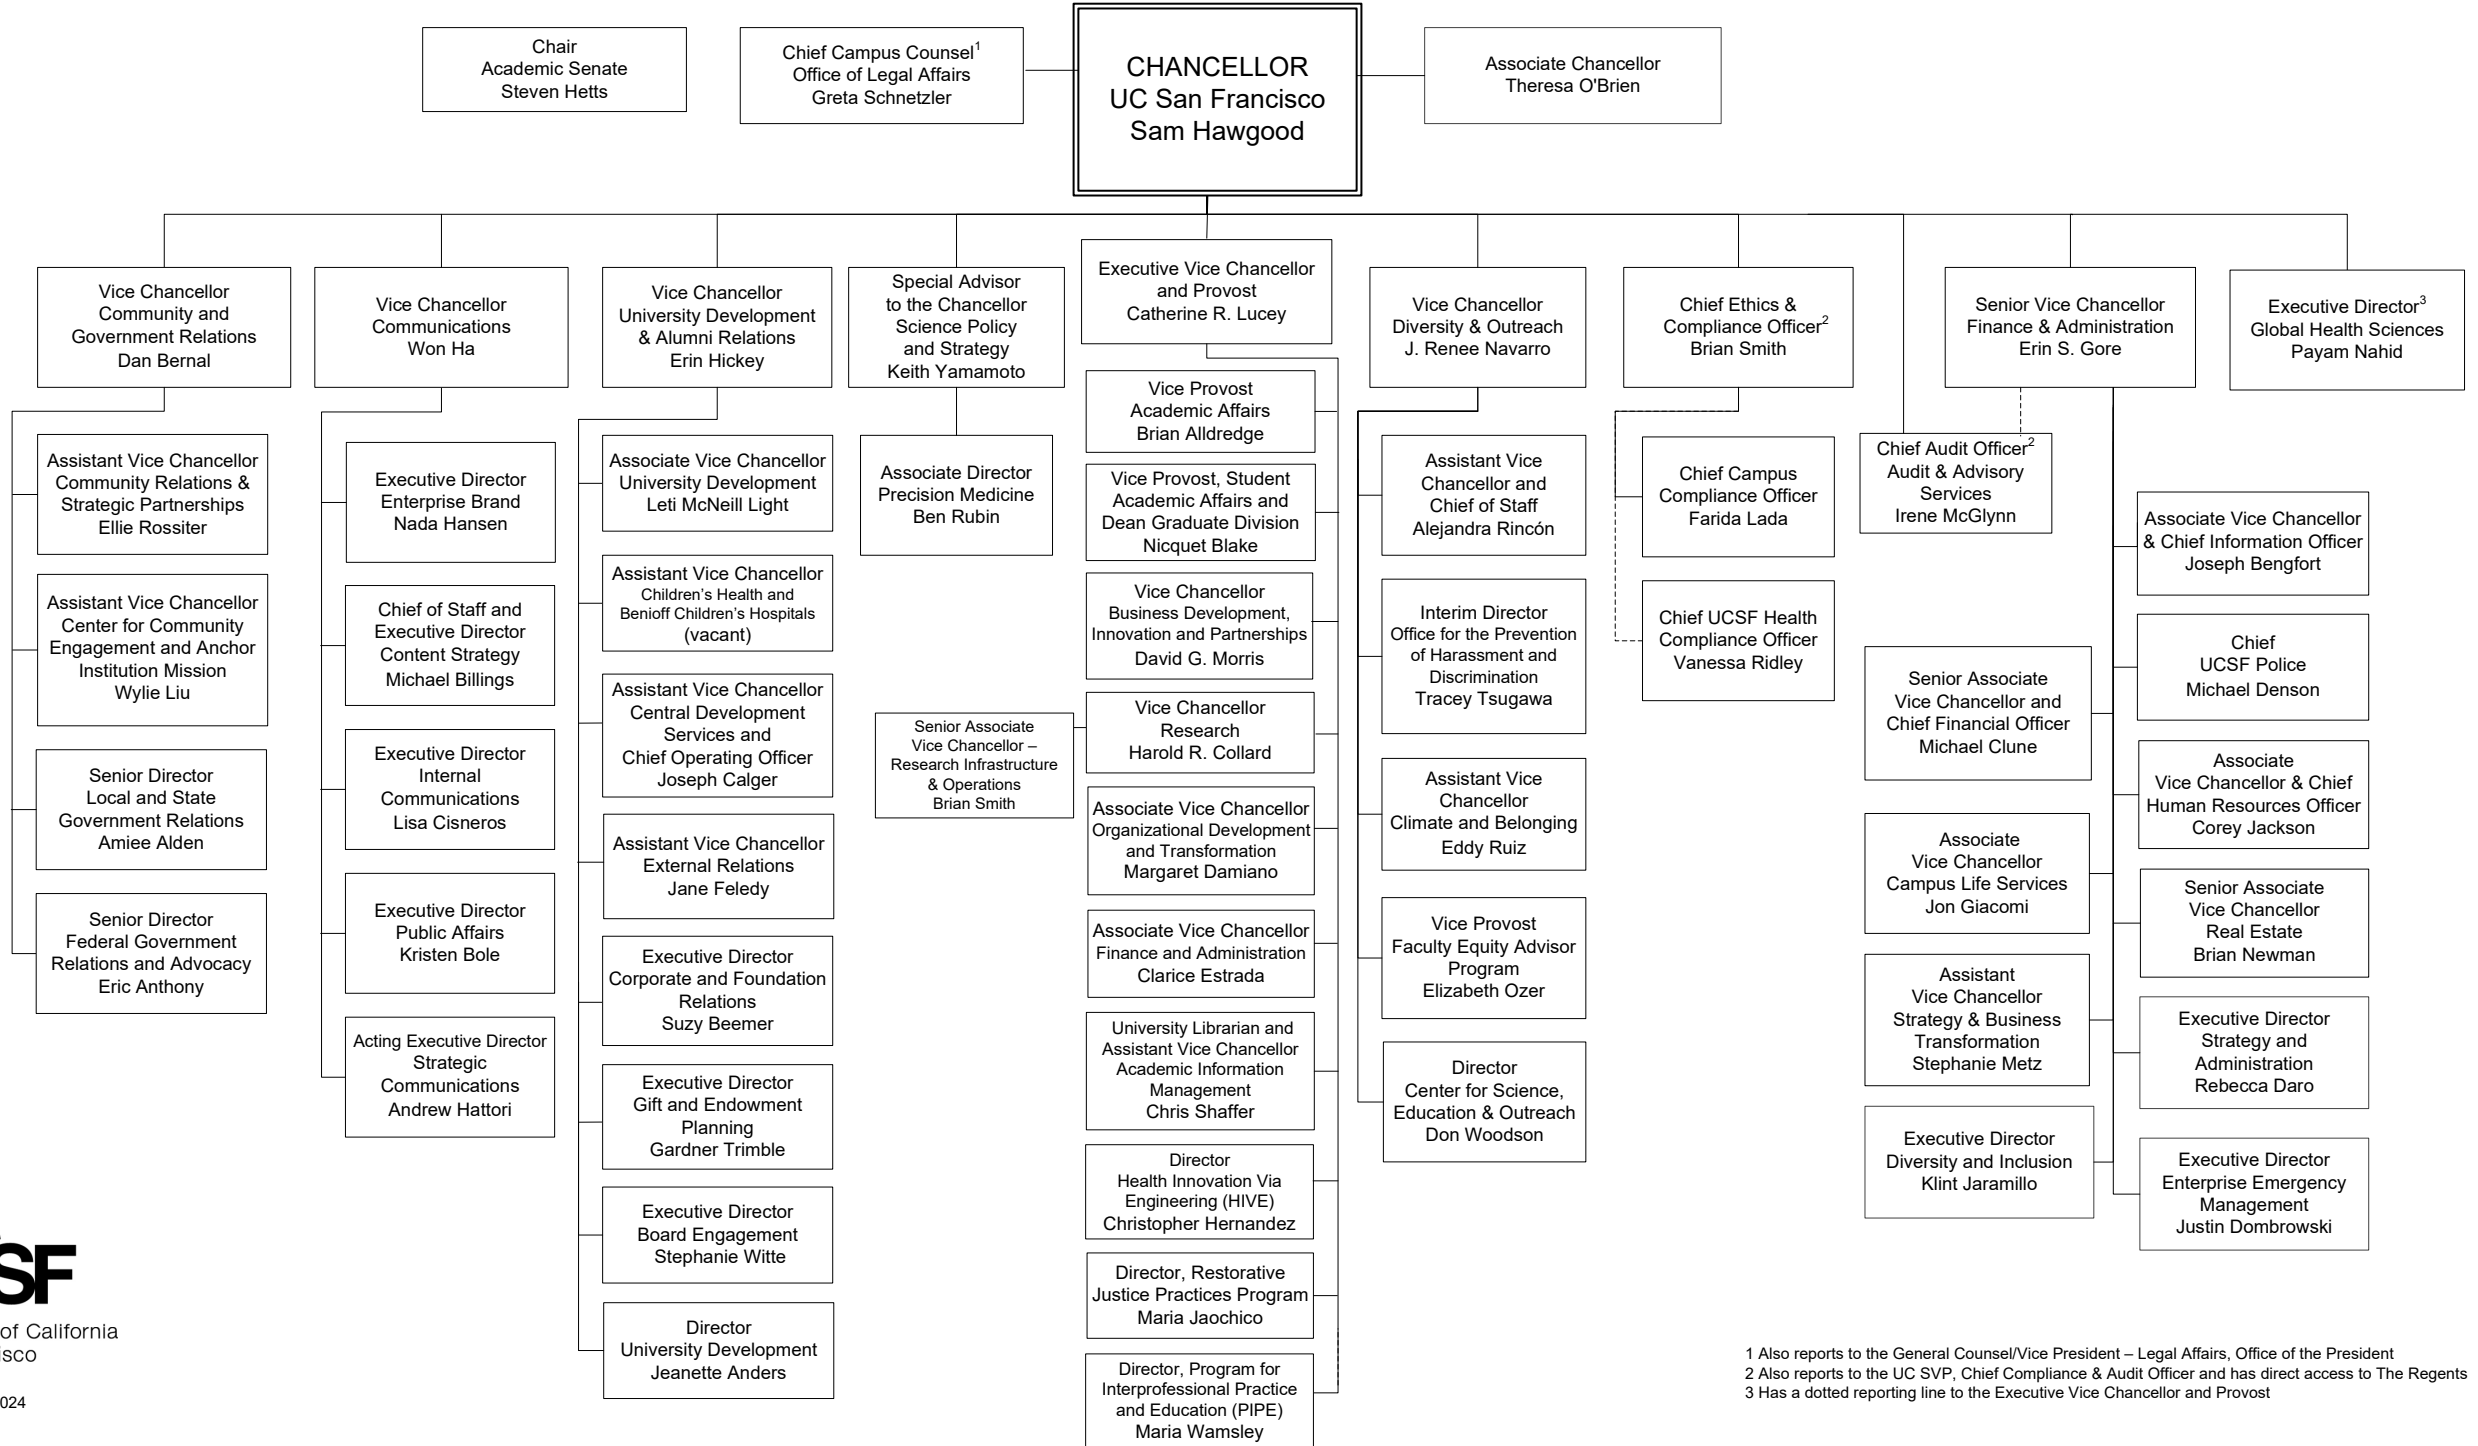 Chair
Academic Senate
Steven Hetts
Chief Campus Counsel1
Office of Legal Affairs
Greta Schnetzler
CHANCELLOR
UC San Francisco
Sam Hawgood
Associate Chancellor
Theresa O'Brien
Vice Chancellor
Community and
Government Relations
Dan Bernal
Assistant Vice Chancellor
Community Relations &
Strategic Partnerships
Ellie Rossiter
Assistant Vice Chancellor
Center for Community
Engagement and Anchor
Institution Mission
Wylie Liu
Senior Director
Local and State
Government Relations
Amiee Alden
Senior Director
Federal Government
Relations and Advocacy
Eric Anthony
Vice Chancellor
Communications
Won Ha
Executive Director
Enterprise Brand
Nada Hansen
Chief of Staff and
Executive Director
Content Strategy
Michael Billings
Executive Director
Internal
Communications
Lisa Cisneros
Executive Director
Public Affairs
Kristen Bole
Acting Executive Director
Strategic
Communications
Andrew Hattori
Vice Chancellor
University Development
& Alumni Relations
Erin Hickey
Associate Vice Chancellor
University Development
Leti McNeill Light
Assistant Vice Chancellor
Children’s Health and
Benioff Children’s Hospitals
(vacant)
Assistant Vice Chancellor
Central Development
Services and
Chief Operating Officer
Joseph Calger
Assistant Vice Chancellor
External Relations
Jane Feledy
Executive Director
Corporate and Foundation
Relations
Suzy Beemer
Executive Director
Gift and Endowment
Planning
Gardner Trimble
Executive Director
Board Engagement
Stephanie Witte
Director
University Development
Jeanette Anders
Special Advisor
to the Chancellor
Science Policy
and Strategy
Keith Yamamoto
Associate Director
Precision Medicine
Ben Rubin
Executive Vice Chancellor
and Provost
Catherine R. Lucey
Vice Provost
Academic Affairs
Brian Alldredge
Vice Provost, Student
Academic Affairs and
Dean Graduate Division
Nicquet Blake
Vice Chancellor
Business Development,
Innovation and Partnerships
David G. Morris
Vice Chancellor
Research
Harold R. Collard
Senior Associate
Vice Chancellor –
Research Infrastructure
& Operations
Brian Smith
Associate Vice Chancellor
Organizational Development
and Transformation
Margaret Damiano
Associate Vice Chancellor
Finance and Administration
Clarice Estrada
University Librarian and
Assistant Vice Chancellor
Academic Information
Management
Chris Shaffer
Director
Health Innovation Via
Engineering (HIVE)
Christopher Hernandez
Director, Restorative
Justice Practices Program
Maria Jaochico
Director, Program for
Interprofessional Practice
and Education (PIPE)
Maria Wamsley
Vice Chancellor
Diversity & Outreach
J. Renee Navarro
Assistant Vice
Chancellor and
Chief of Staff
Alejandra Rincón
Interim Director
Office for the Prevention
of Harassment and
Discrimination
Tracey Tsugawa
Assistant Vice
Chancellor
Climate and Belonging
Eddy Ruiz
Vice Provost
Faculty Equity Advisor
Program
Elizabeth Ozer
Director
Center for Science,
Education & Outreach
Don Woodson
Chief Ethics &
Compliance Officer2
Brian Smith
Chief Campus
Compliance Officer
Farida Lada
Chief UCSF Health
Compliance Officer
Vanessa Ridley
Chief Audit Officer2
Audit & Advisory
Services
Irene McGlynn
Senior Vice Chancellor
Finance & Administration
Erin S. Gore
Senior Associate
Vice Chancellor and
Chief Financial Officer
Michael Clune
Associate
Vice Chancellor
Campus Life Services
Jon Giacomi
Assistant
Vice Chancellor
Strategy & Business
Transformation
Stephanie Metz
Executive Director
Diversity and Inclusion
Klint Jaramillo
Associate Vice Chancellor
& Chief Information Officer
Joseph Bengfort
Chief
UCSF Police
Michael Denson
Associate
Vice Chancellor & Chief
Human Resources Officer
Corey Jackson
Senior Associate
Vice Chancellor
Real Estate
Brian Newman
Executive Director
Strategy and
Administration
Rebecca Daro
Executive Director
Enterprise Emergency
Management
Justin Dombrowski
Executive Director3
Global Health Sciences
Payam Nahid
SF
of California
isco
024
1 Also reports to the General Counsel/Vice President – Legal Affairs, Office of the President
2 Also reports to the UC SVP, Chief Compliance & Audit Officer and has direct access to The Regents
3 Has a dotted reporting line to the Executive Vice Chancellor and Provost